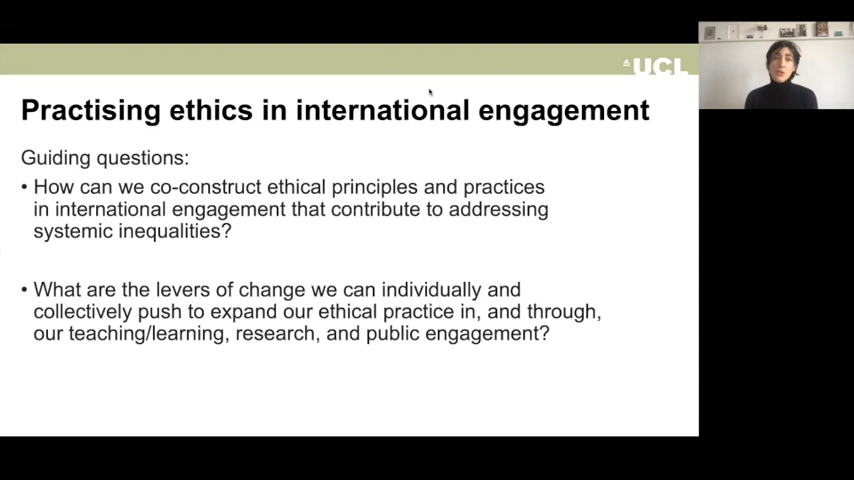 UCL
Practising ethics in international engagement
Guiding questions:
• How can we co-construct ethical principles and practices
in international engagement that contribute to addressing
systemic inequalities?
• What are the levers of change we can individually and
collectively push to expand our ethical practice in, and through,
our teaching/learning, research, and public engagement?